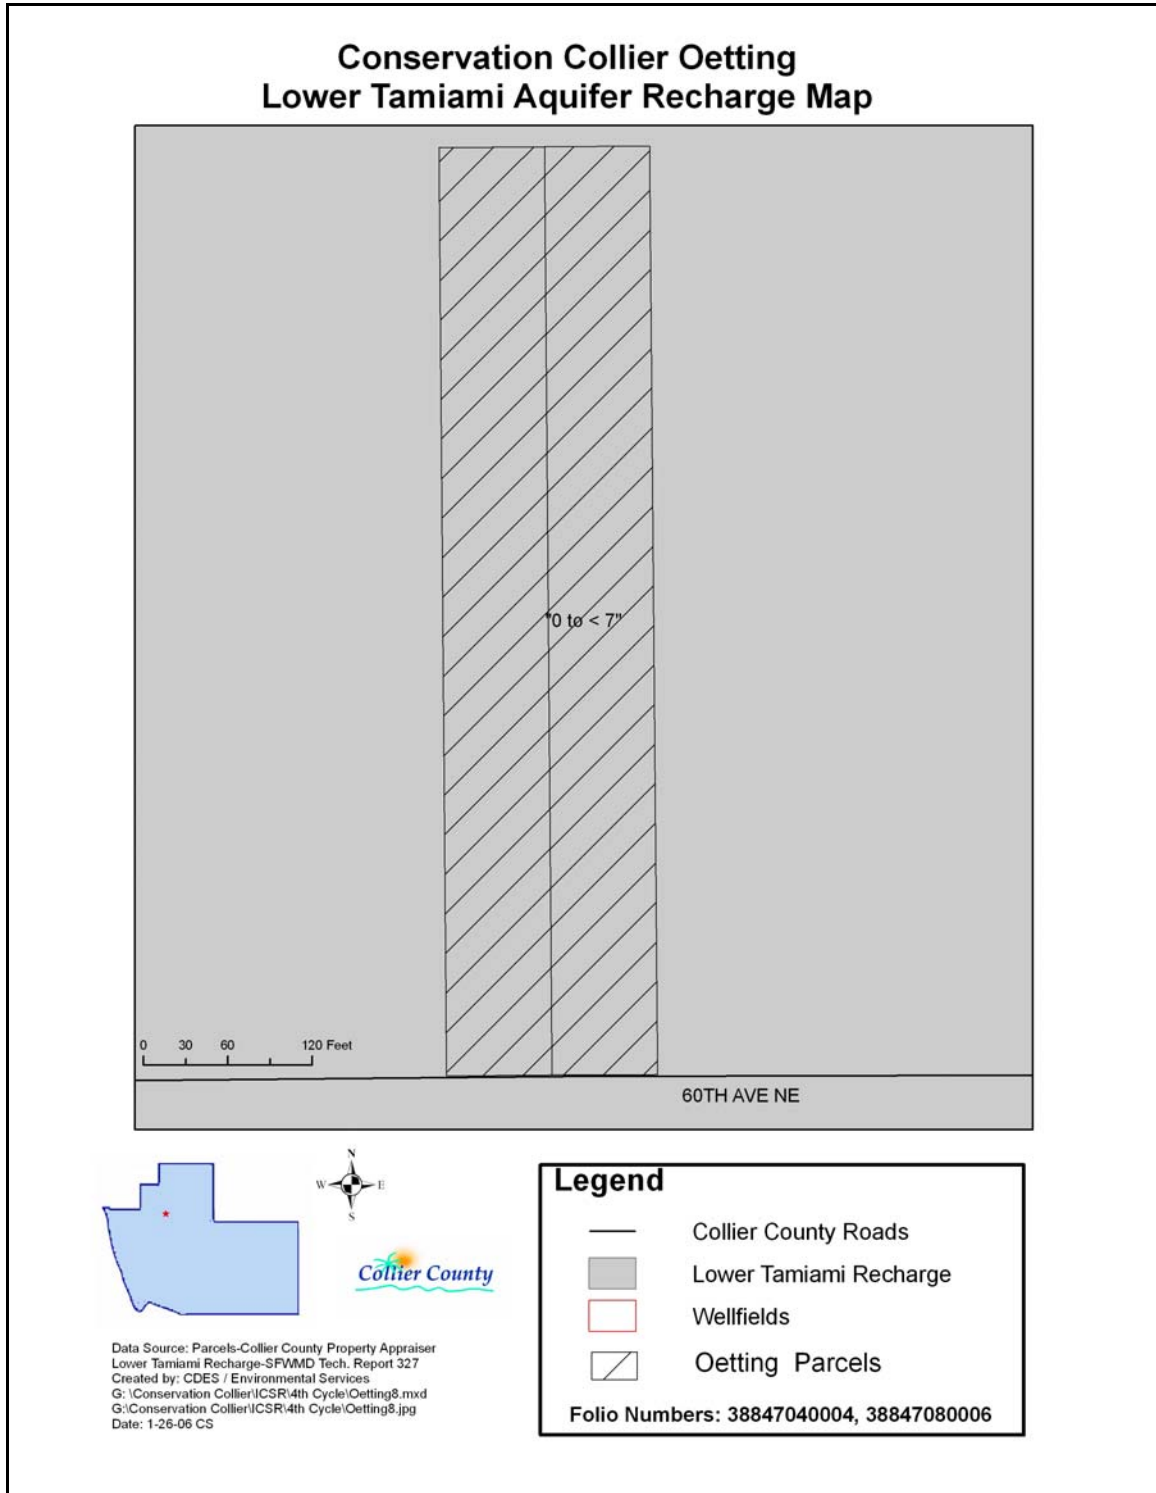 Conservation Collier Oetting
Lower Tamiami Aquifer Recharge Map
"0 to < 7"
0 30 60 120 Feet
60TH AVE NE
N
W E
S
Collier County
Legend
Collier County Roads
Lower Tamiami Recharge
Wellfields
Oetting Parcels
Folio Numbers: 38847040004, 38847080006
Data Source: Parcels-Collier County Property Appraiser
Lower Tamiami Recharge-SFWMD Tech. Report 327
Created by: CDES / Environmental Services
G: \Conservation Collier\ICSR\4th Cycle\Oetting8.mxd
G:\Conservation Collier\ICSR\4th Cycle\Oetting8.jpg
Date: 1-26-06 CS